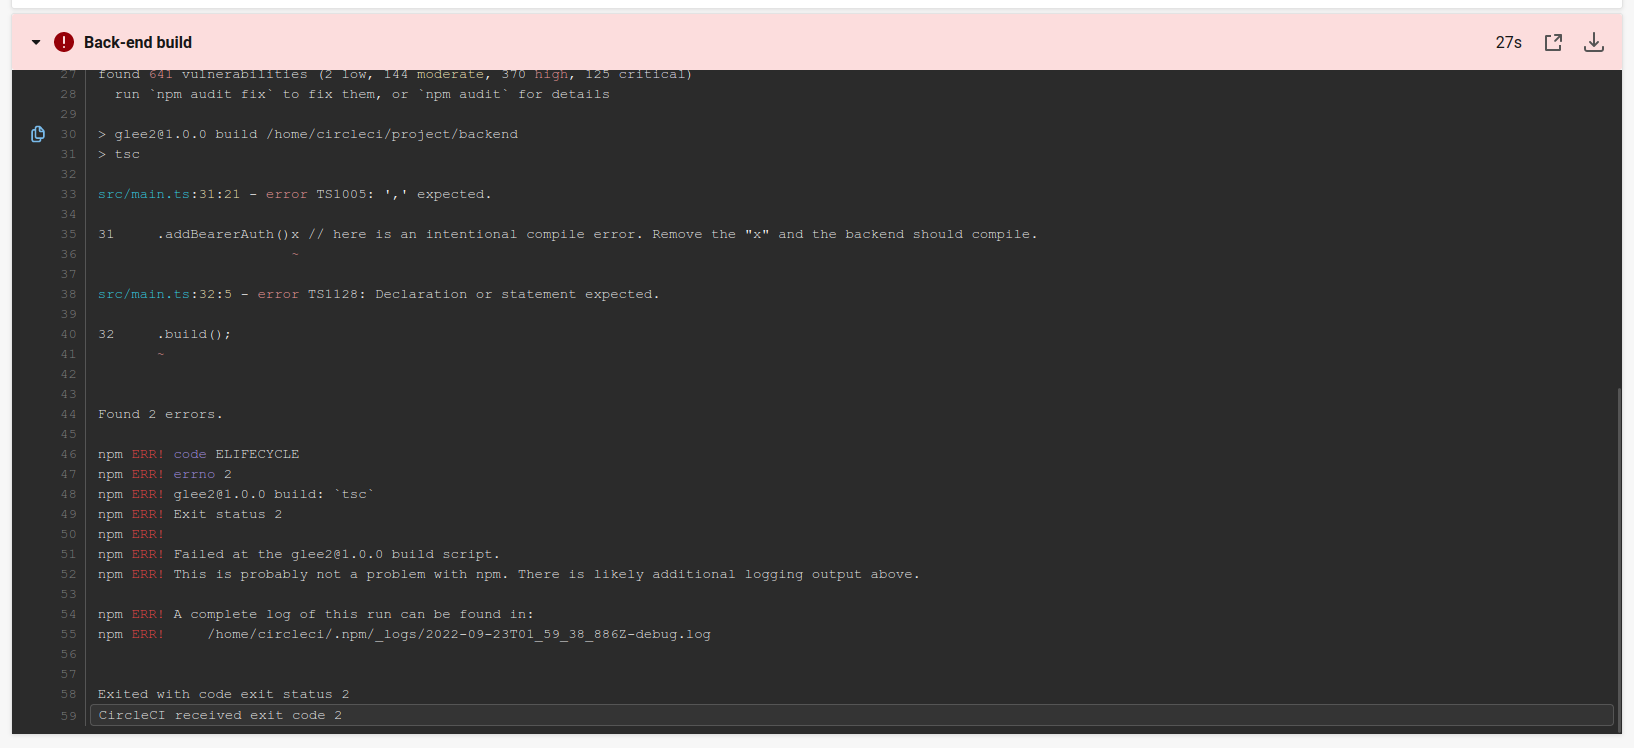 Back-end build
27s
27 found 641 vulnerabilities (2 low, 144 moderate, 370 high, 125 critical)
28   run `npm audit fix` to fix them, or `npm audit` for details
29
30 > glee2@1.0.0 build /home/circleci/project/backend
31 > tsc
32
33 src/main.ts:31:21 - error TS1005: ',' expected.
34
35 31     .addBearerAuth()x // here is an intentional compile error. Remove the "x" and the backend should compile.
36                        ~
37
38 src/main.ts:32:5 - error TS1128: Declaration or statement expected.
39
40 32     .build();
41        ~
42
43
44 Found 2 errors.
45
46 npm ERR! code ELIFECYCLE
47 npm ERR! errno 2
48 npm ERR! glee2@1.0.0 build: `tsc`
49 npm ERR! Exit status 2
50 npm ERR!
51 npm ERR! Failed at the glee2@1.0.0 build script.
52 npm ERR! This is probably not a problem with npm. There is likely additional logging output above.
53
54 npm ERR! A complete log of this run can be found in:
55 npm ERR!     /home/circleci/.npm/_logs/2022-09-23T01_59_38_886Z-debug.log
56
57
58 Exited with code exit status 2
59 CircleCI received exit code 2